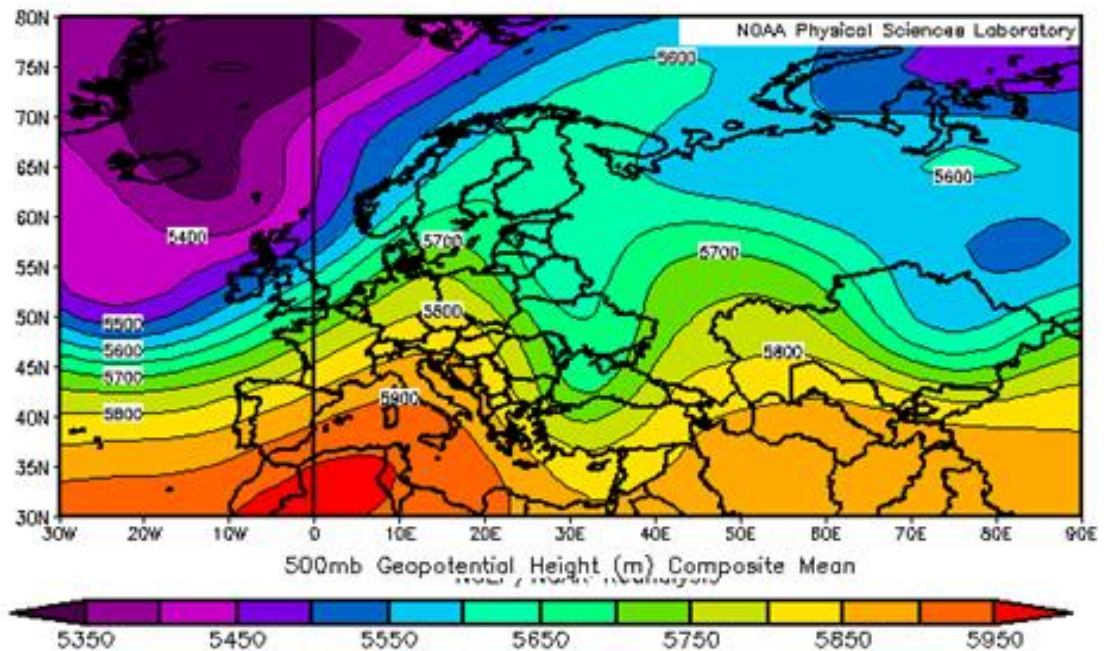 80N
NOAA Physical Sciences Laboratory
75N
5600
70N
65N
5600
60N
5400
5700
5700
55N
50N
5500
5800
5600
45N
5700
5800
5900
40N
5800
35N
30N
30W 20W 10W 0 10E 20E 30E 40E 50E 60E 70E 80E 90E
500mb Geopotential Height (m) Composite Mean
5350 5450 5550 5650 5750 5850 5950